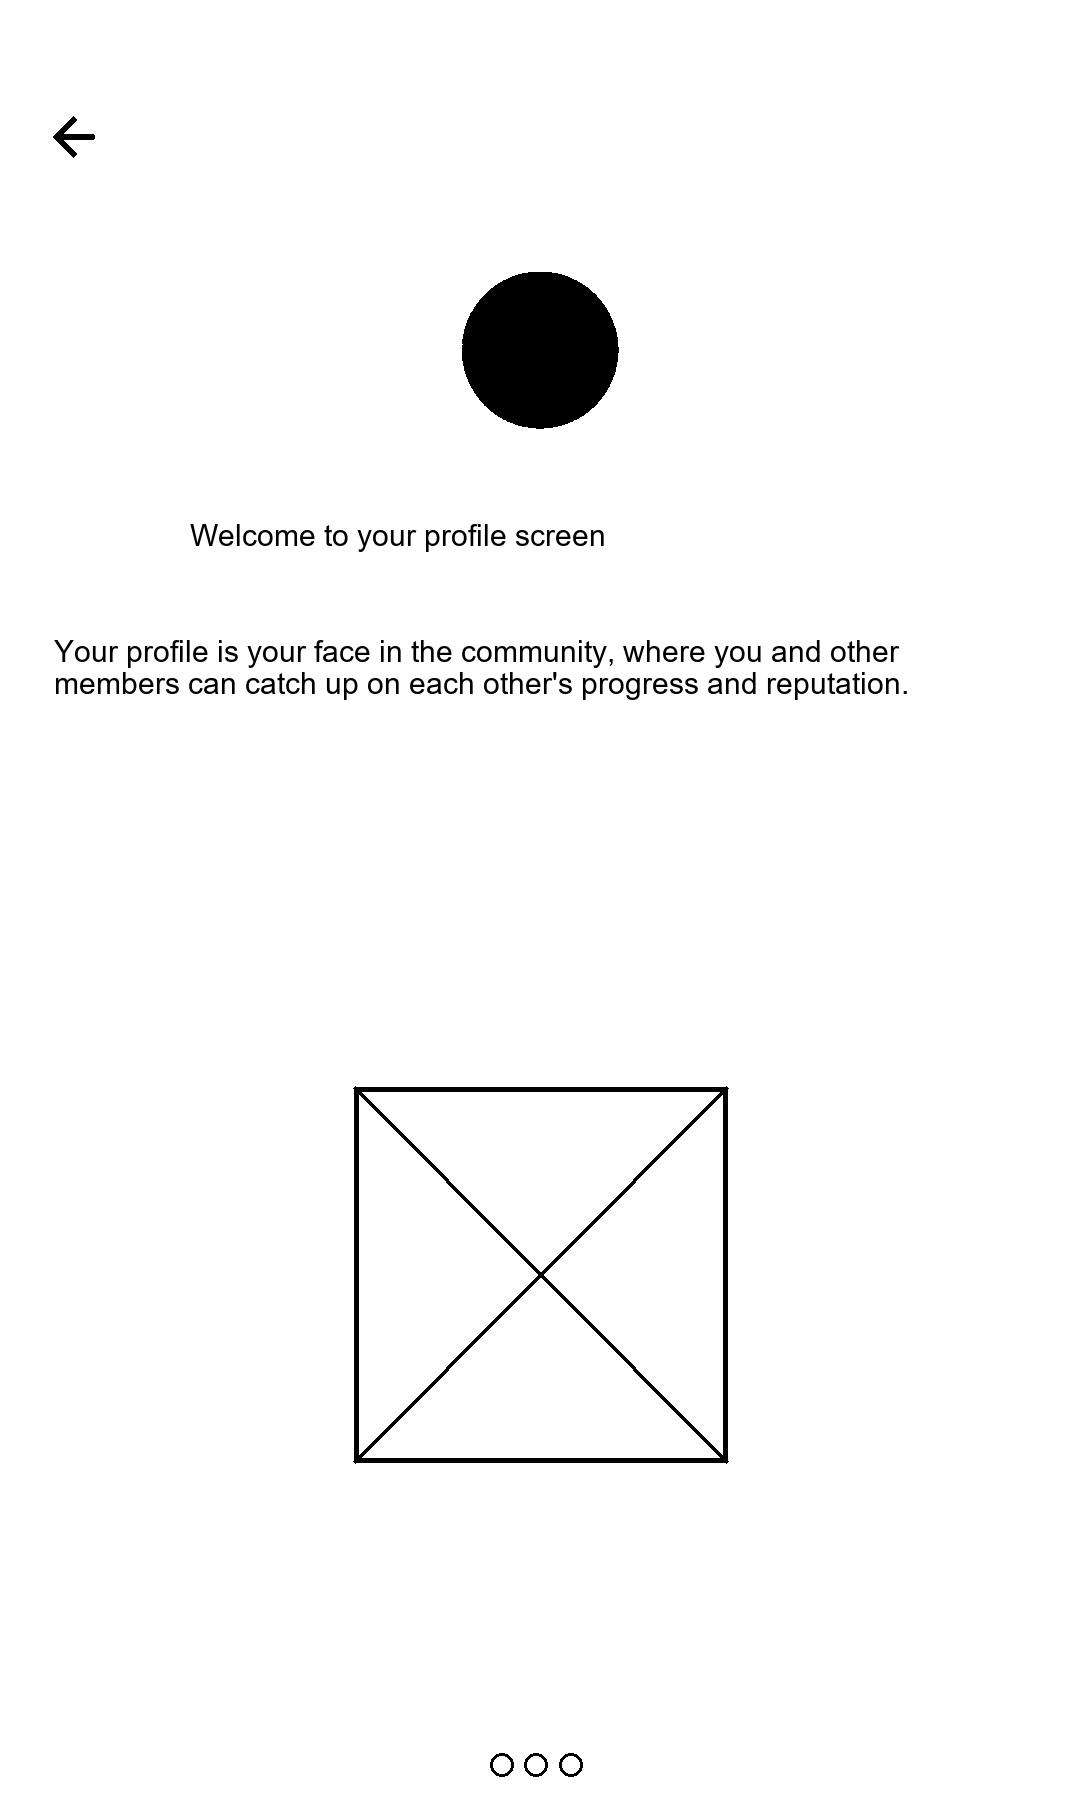 Welcome to your profile screen
Your profile is your face in the community, where you and other
members can catch up on each other's progress and reputation.